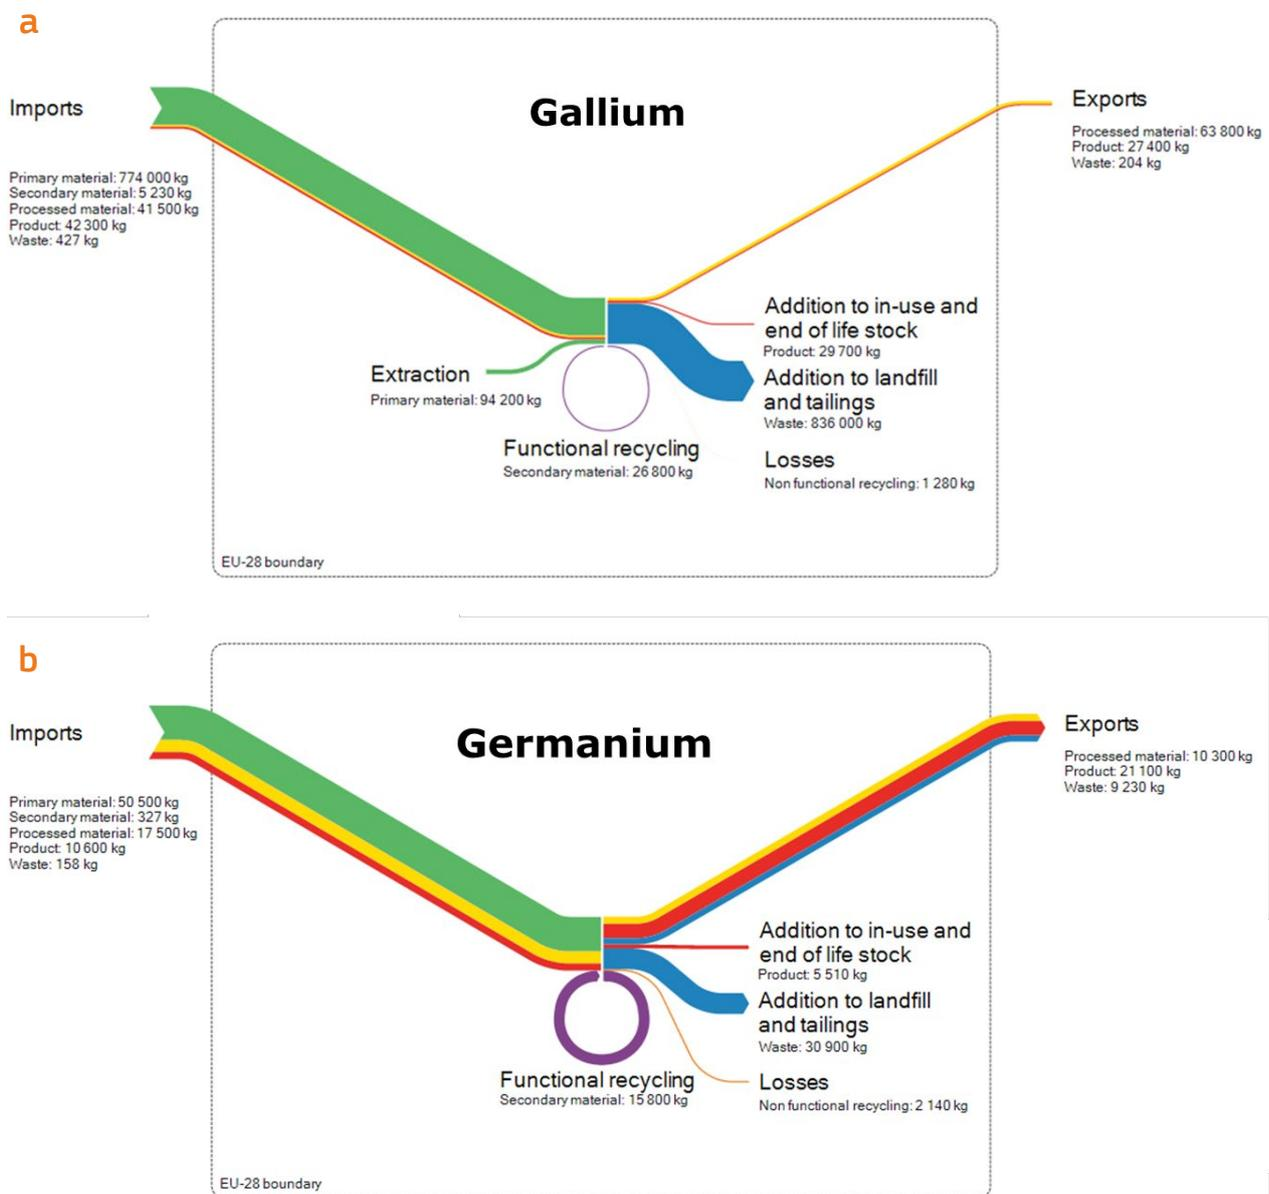 a
Gallium
Imports
Primary material: 774 000 kg
Secondary material: 5 230 kg
Processed material: 41 500 kg
Product: 42 300 kg
Waste: 427 kg
Exports
Processed material: 63 800 kg
Product: 27 400 kg
Waste: 204 kg
Extraction
Primary material: 94 200 kg
Functional recycling
Secondary material: 26 800 kg
Addition to in-use and
end of life stock
Product: 29 700 kg
Addition to landfill
and tailings
Waste: 836 000 kg
Losses
Non functional recycling: 1 280 kg
EU-28 boundary
b
Germanium
Imports
Primary material: 50 500 kg
Secondary material: 327 kg
Processed material: 17 500 kg
Product: 10 600 kg
Waste: 158 kg
Exports
Processed material: 10 300 kg
Product: 21 100 kg
Waste: 9 230 kg
Functional recycling
Secondary material: 15 800 kg
Addition to in-use and
end of life stock
Product: 5 510 kg
Addition to landfill
and tailings
Waste: 30 900 kg
Losses
Non functional recycling: 2 140 kg
EU-28 boundary